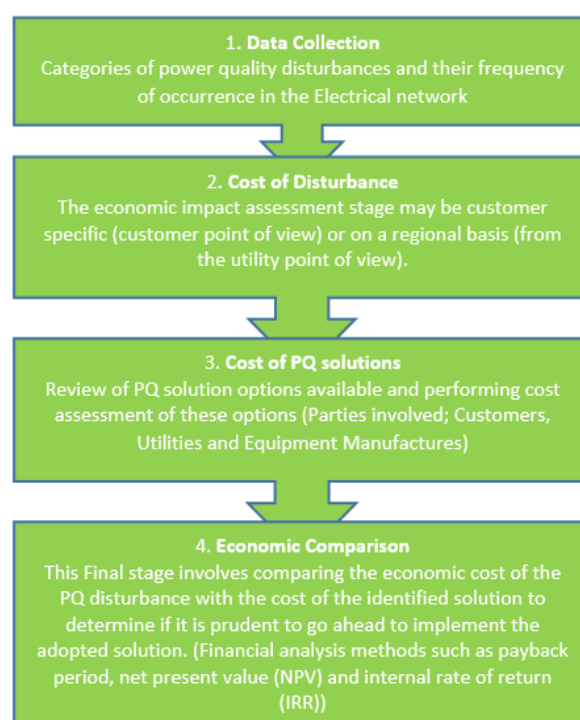 1. Data Collection
Categories of power quality disturbances and their frequency
of occurrence in the Electrical network
2. Cost of Disturbance
The economic impact assessment stage may be customer
specific (customer point of view) or on a regional basis (from
the utility point of view).
3. Cost of PQ solutions
Review of PQ solution options available and performing cost
assessment of these options (Parties involved; Customers,
Utilities and Equipment Manufactures)
4. Economic Comparison
This Final stage involves comparing the economic cost of the
PQ disturbance with the cost of the identified solution to
determine if it is prudent to go ahead to implement the
adopted solution. (Financial analysis methods such as payback
period, net present value (NPV) and internal rate of return
(IRR))